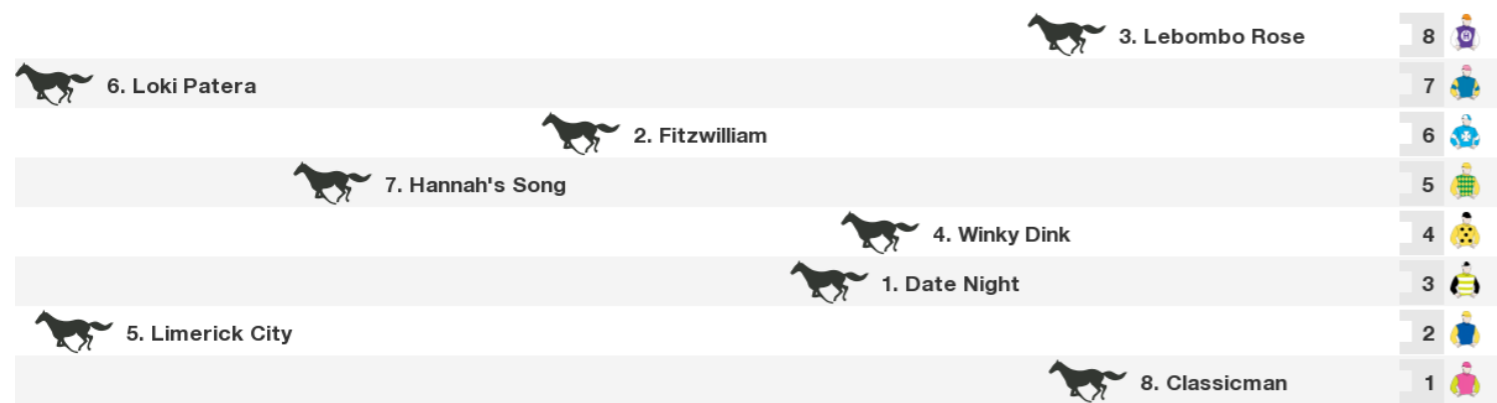 3. Lebombo Rose 8
6. Loki Patera 7
2. Fitzwilliam 6
7. Hannah's Song 5
4. Winky Dink 4
1. Date Night 3
5. Limerick City 2
8. Classicman 1